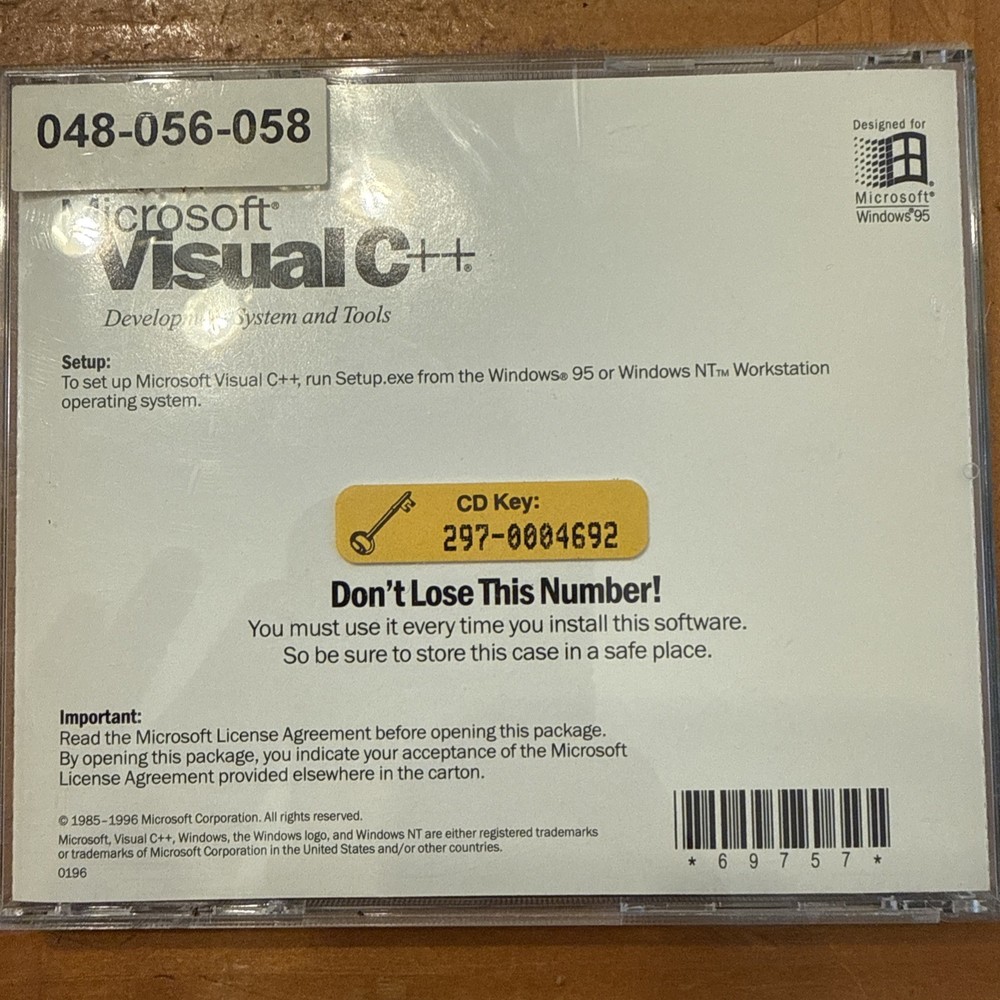 048-056-058
Designed for
Microsoft®
Windows®95
Microsoft®
Visual C++®
Development System and Tools
Setup:
To set up Microsoft Visual C++, run Setup.exe from the Windows® 95 or Windows NT™ Workstation
operating system.
CD Key:
297-0004692
Don't Lose This Number!
You must use it every time you install this software.
So be sure to store this case in a safe place.
Important:
Read the Microsoft License Agreement before opening this package.
By opening this package, you indicate your acceptance of the Microsoft
License Agreement provided elsewhere in the carton.
© 1985–1996 Microsoft Corporation. All rights reserved.
Microsoft, Visual C++, Windows, the Windows logo, and Windows NT are either registered trademarks
or trademarks of Microsoft Corporation in the United States and/or other countries.
0196
* 6 9 7 5 7 *